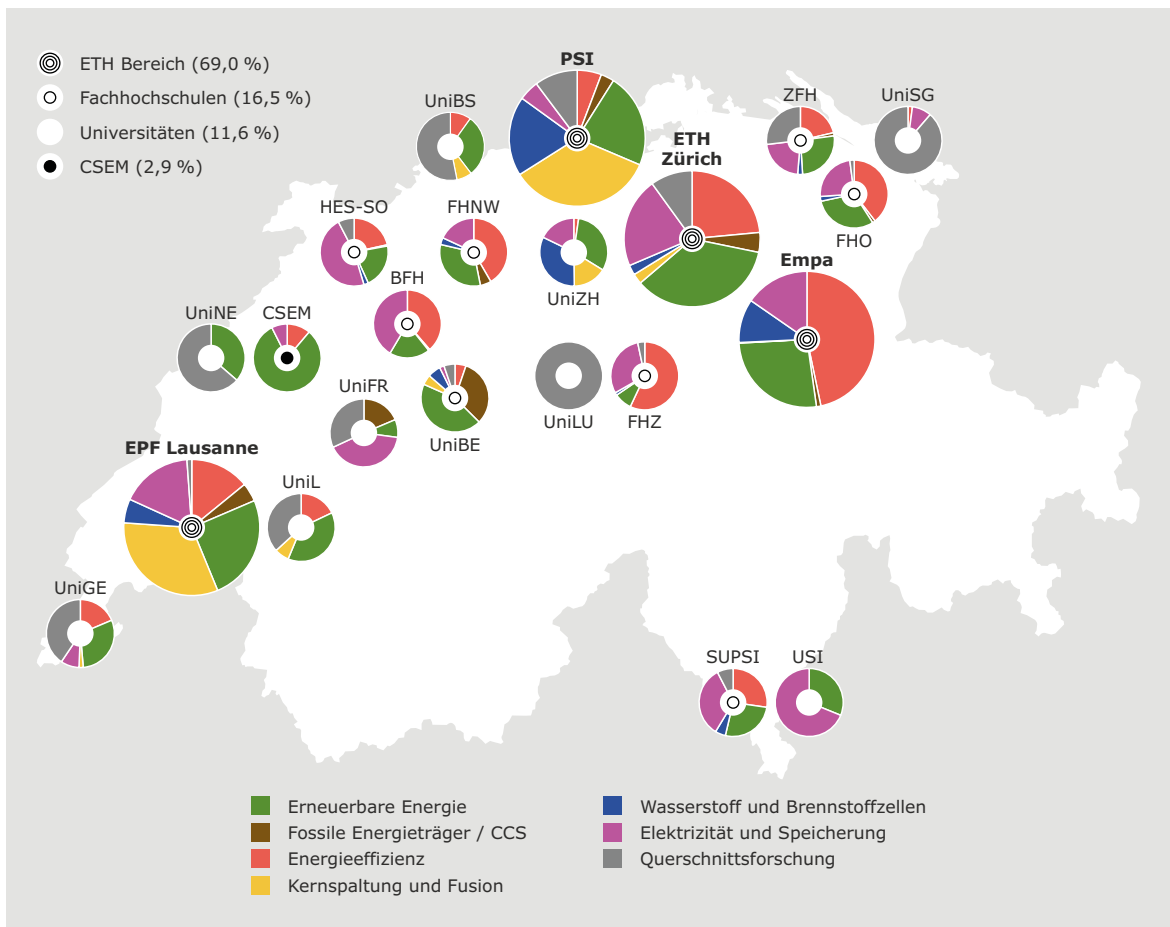 ETH Bereich (69,0 %)
Fachhochschulen (16,5 %)
Universitäten (11,6 %)
CSEM (2,9 %)
PSI
UniBS
ZFH
UniSG
ETH
Zürich
HES-SO
FHNW
FHO
BFH
UniZH
Empa
UniNE
CSEM
UniFR
UniBE
UniLU
FHZ
EPF Lausanne
UniL
UniGE
SUPSI
USI
Erneuerbare Energie
Fossile Energieträger / CCS
Energieeffizienz
Kernspaltung und Fusion
Wasserstoff und Brennstoffzellen
Elektrizität und Speicherung
Querschnittsforschung